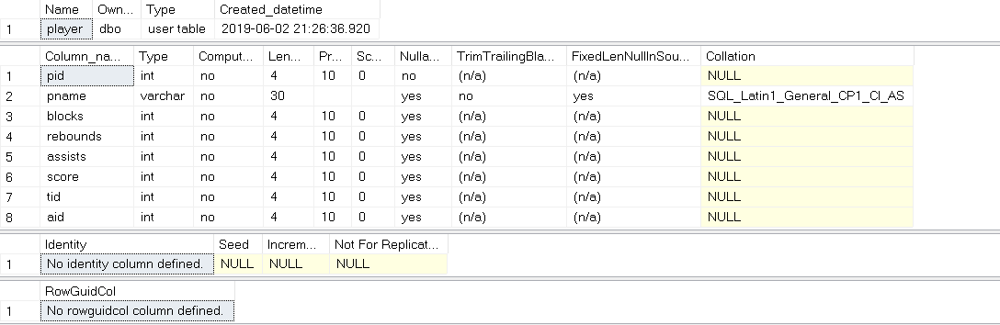 Name Own... Type Created_datetime
1 player dbo user table 2019-06-02 21:26:36.920
Column_na... Type Comput... Len... Pr... Sc... Nulla... TrimTrailingBla... FixedLenNullInSou... Collation
1 pid int no 4 10 0 no (n/a) (n/a) NULL
2 pname varchar no 30 yes no yes SQL_Latin1_General_CP1_CI_AS
3 blocks int no 4 10 0 yes (n/a) (n/a) NULL
4 rebounds int no 4 10 0 yes (n/a) (n/a) NULL
5 assists int no 4 10 0 yes (n/a) (n/a) NULL
6 score int no 4 10 0 yes (n/a) (n/a) NULL
7 tid int no 4 10 0 yes (n/a) (n/a) NULL
8 aid int no 4 10 0 yes (n/a) (n/a) NULL
Identity Seed Increm... Not For Replicat...
1 No identity column defined. NULL NULL NULL
RowGuidCol
1 No rowguidcol column defined.